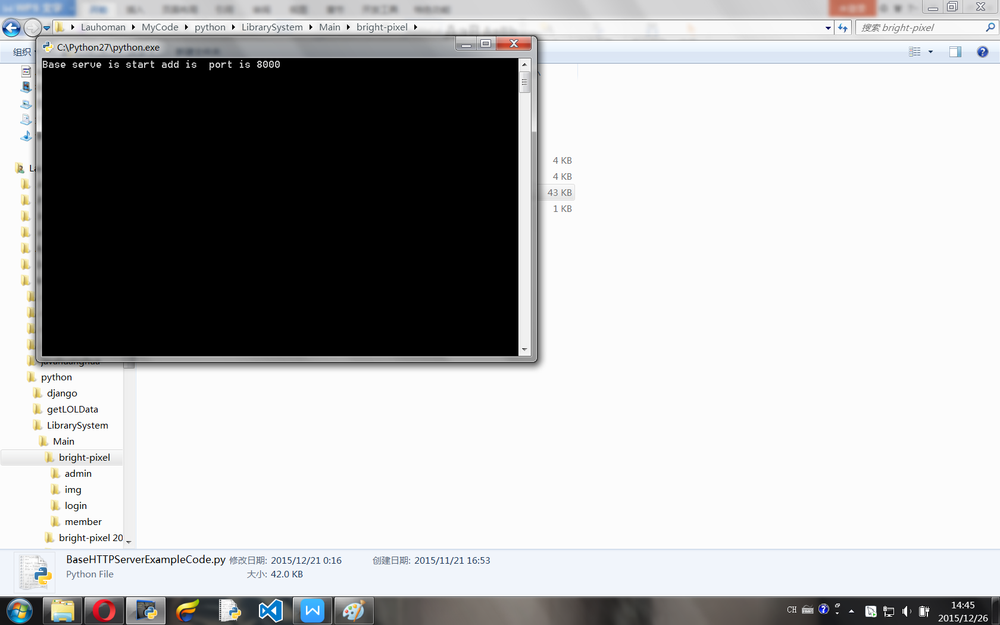 Lauhoman MyCode python LibrarySystem Main bright-pixel
搜索 bright-pixel
C:\Python27\python.exe
组织
Base serve is start add is  port is 8000
4 KB
4 KB
43 KB
1 KB
python
django
getLOLData
LibrarySystem
Main
bright-pixel
admin
img
login
member
bright-pixel 20
BaseHTTPServerExampleCode.py 修改日期: 2015/12/21 0:16 创建日期: 2015/11/21 16:53
Python File 大小: 42.0 KB
CH
14:45
2015/12/26